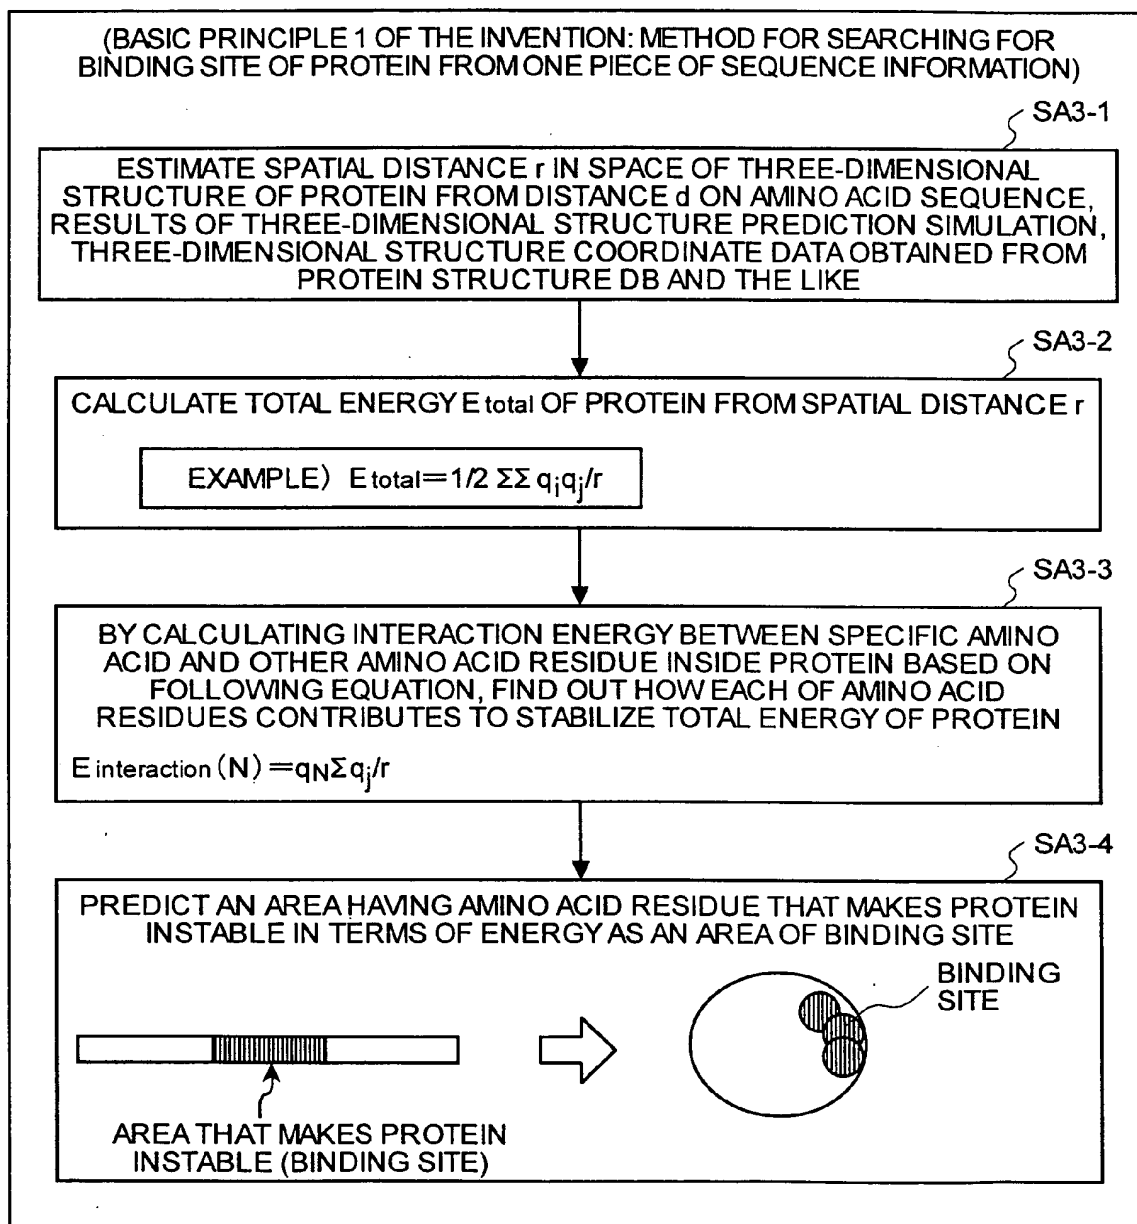 (BASIC PRINCIPLE 1 OF THE INVENTION: METHOD FOR SEARCHING FOR
BINDING SITE OF PROTEIN FROM ONE PIECE OF SEQUENCE INFORMATION)
SA3-1
ESTIMATE SPATIAL DISTANCE r IN SPACE OF THREE-DIMENSIONAL
STRUCTURE OF PROTEIN FROM DISTANCE d ON AMINO ACID SEQUENCE,
RESULTS OF THREE-DIMENSIONAL STRUCTURE PREDICTION SIMULATION,
THREE-DIMENSIONAL STRUCTURE COORDINATE DATA OBTAINED FROM
PROTEIN STRUCTURE DB AND THE LIKE
SA3-2
CALCULATE TOTAL ENERGY E total OF PROTEIN FROM SPATIAL DISTANCE r
EXAMPLE) E total=1/2 ΣΣ qiqj/r
SA3-3
BY CALCULATING INTERACTION ENERGY BETWEEN SPECIFIC AMINO
ACID AND OTHER AMINO ACID RESIDUE INSIDE PROTEIN BASED ON
FOLLOWING EQUATION, FIND OUT HOW EACH OF AMINO ACID
RESIDUES CONTRIBUTES TO STABILIZE TOTAL ENERGY OF PROTEIN
E interaction (N) =qNΣqj/r
SA3-4
PREDICT AN AREA HAVING AMINO ACID RESIDUE THAT MAKES PROTEIN
INSTABLE IN TERMS OF ENERGY AS AN AREA OF BINDING SITE
BINDING
SITE
AREA THAT MAKES PROTEIN
INSTABLE (BINDING SITE)